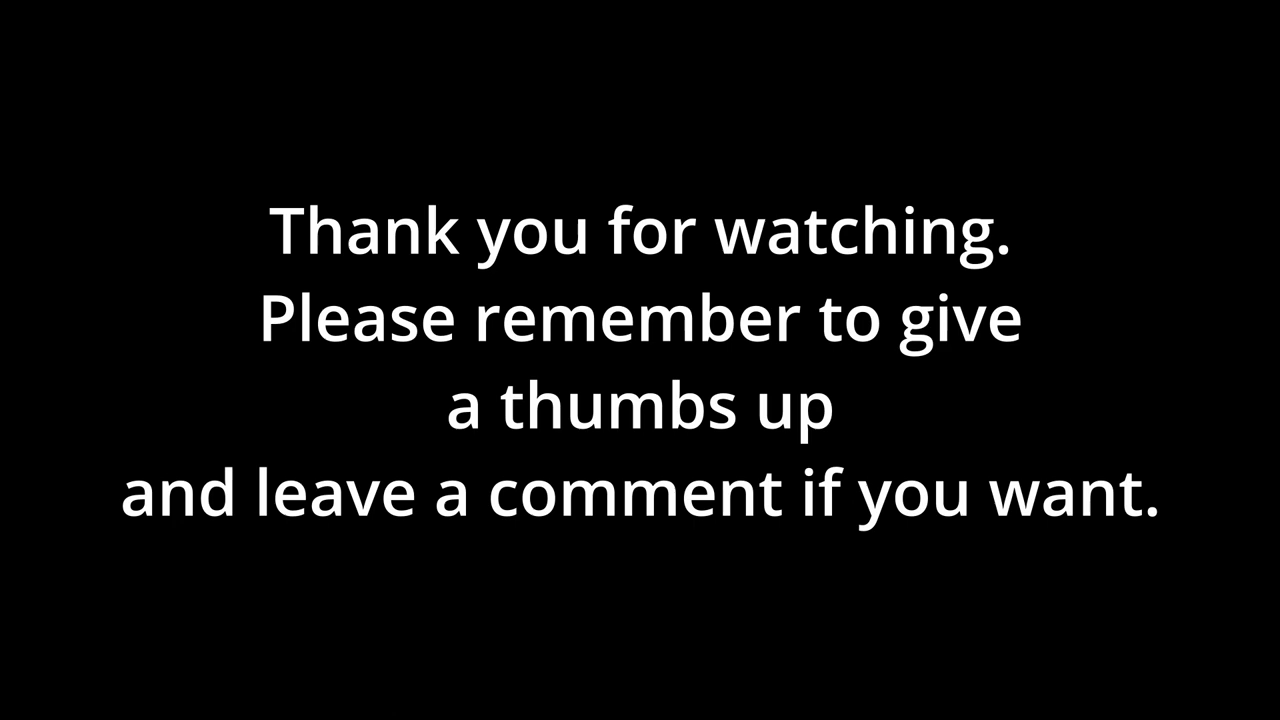 Thank you for watching.
Please remember to give
a thumbs up
and leave a comment if you want.